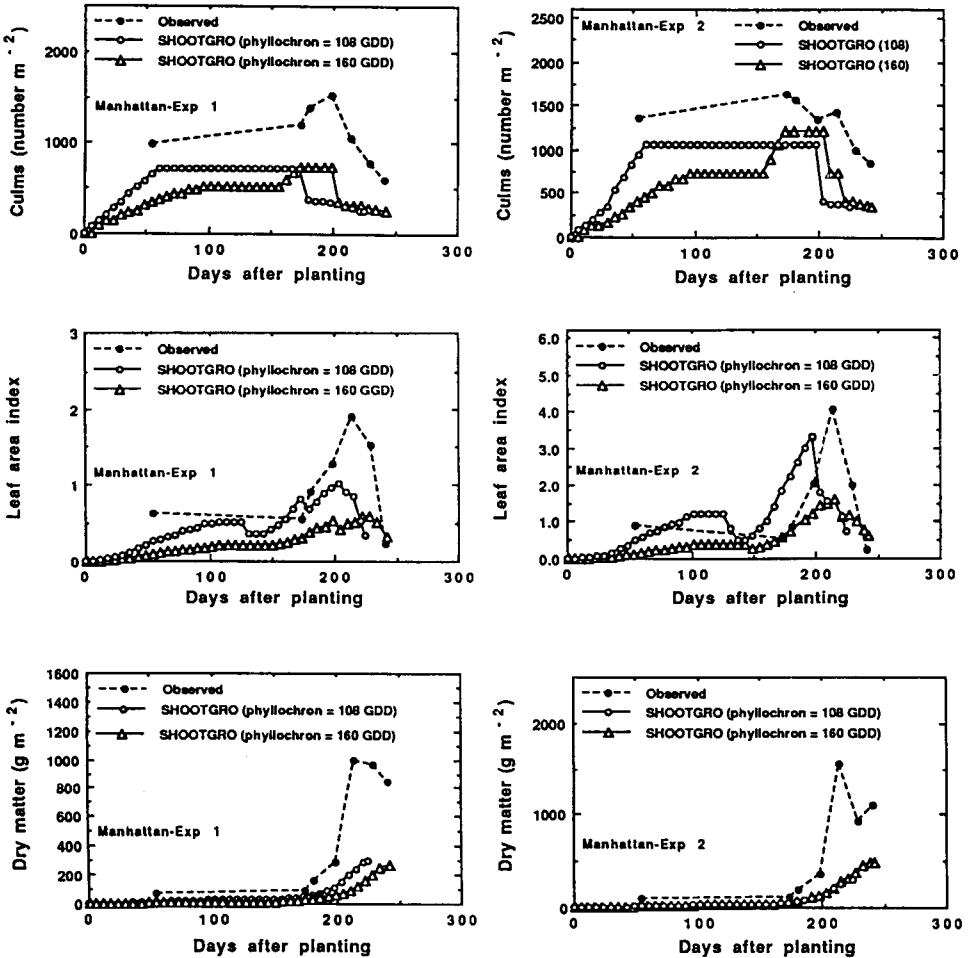 Observed
SHOOTGRO (phyllochron = 108 GDD)
SHOOTGRO (phyllochron = 160 GDD)
Manhattan-Exp 1
Culms (number m - 2)
2500
2000
1000
500
0
0 100 200 300
Days after planting
Manhattan-Exp 2
Observed
SHOOTGRO (108)
SHOOTGRO (160)
Culms (number m - 2)
2500
2000
1500
1000
500
0
0 100 200 300
Days after planting
Observed
SHOOTGRO (phyllochron = 108 GDD)
SHOOTGRO (phyllochron = 160 GGD)
Manhattan-Exp 1
Leaf area index
3
2
1
0
0 100 200 300
Days after planting
Observed
SHOOTGRO (phyllochron = 108 GDD)
SHOOTGRO (phyllochron = 160 GDD)
Manhattan-Exp 2
Leaf area index
6.0
5.0
4.0
3.0
2.0
1.0
0.0
0 100 200 300
Days after planting
Observed
SHOOTGRO (phyllochron = 108 GDD)
SHOOTGRO (phyllochron = 160 GDD)
Manhattan-Exp 1
Dry matter (g m - 2)
1600
1400
1200
1000
800
600
400
200
0
0 100 200 300
Days after planting
Observed
SHOOTGRO (phyllochron = 108 GDD)
SHOOTGRO (phyllochron = 160 GDD)
Manhattan-Exp 2
Dry matter (g m - 2)
2000
1000
0
0 100 200 300
Days after planting